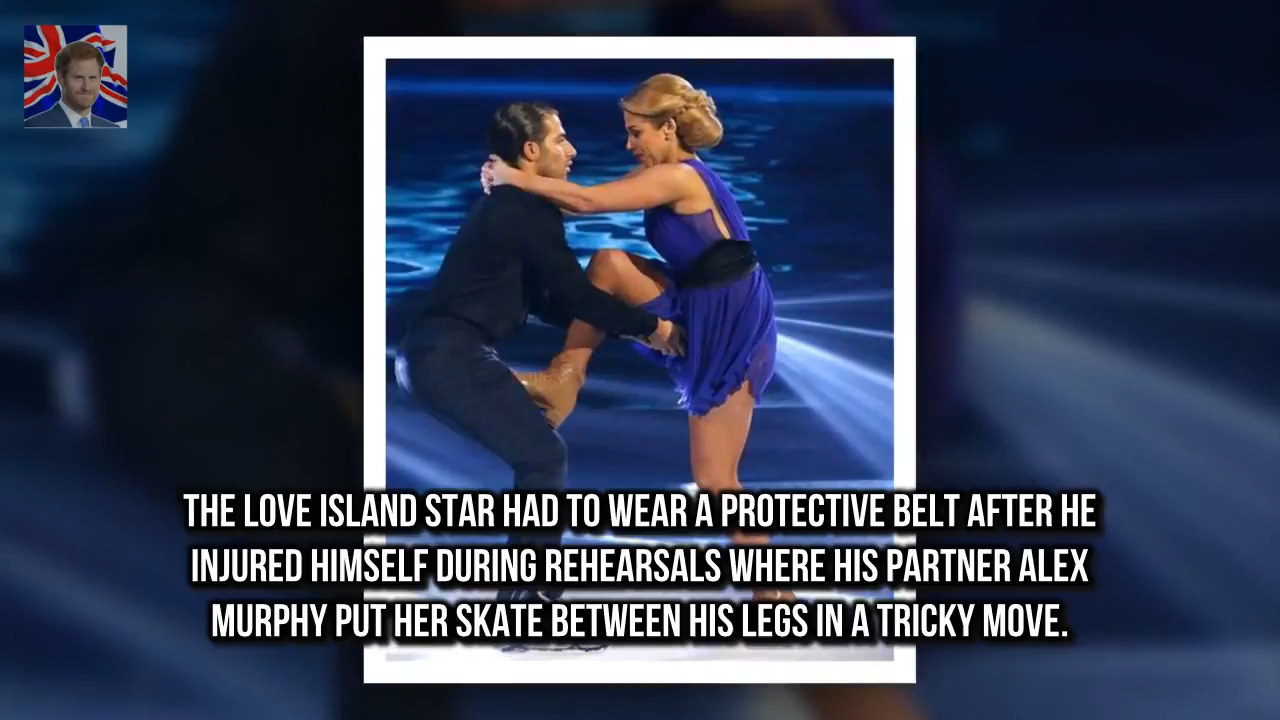 THE LOVE ISLAND STAR HAD TO WEAR A PROTECTIVE BELT AFTER HE
INJURED HIMSELF DURING REHEARSALS WHERE HIS PARTNER ALEX
MURPHY PUT HER SKATE BETWEEN HIS LEGS IN A TRICKY MOVE.